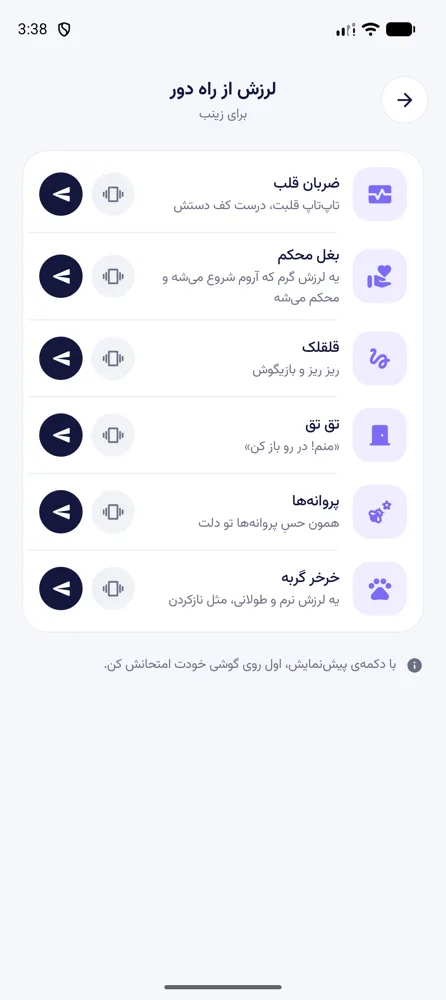 3:38
لرزش از راه دور
برای زینب
ضربان قلب
تاپ‌تاپ قلبت، درست کف دستش
بغل محکم
یه لرزش گرم که آروم شروع می‌شه و
محکم می‌شه
قلقلک
ریز ریز و بازیگوش
تق تق
«منم! در رو باز کن»
پروانه‌ها
همون حسِ پروانه‌ها تو دلت
خرخر گربه
یه لرزش نرم و طولانی، مثل نازکردن
با دکمه‌ی پیش‌نمایش، اول روی گوشی خودت امتحانش کن.